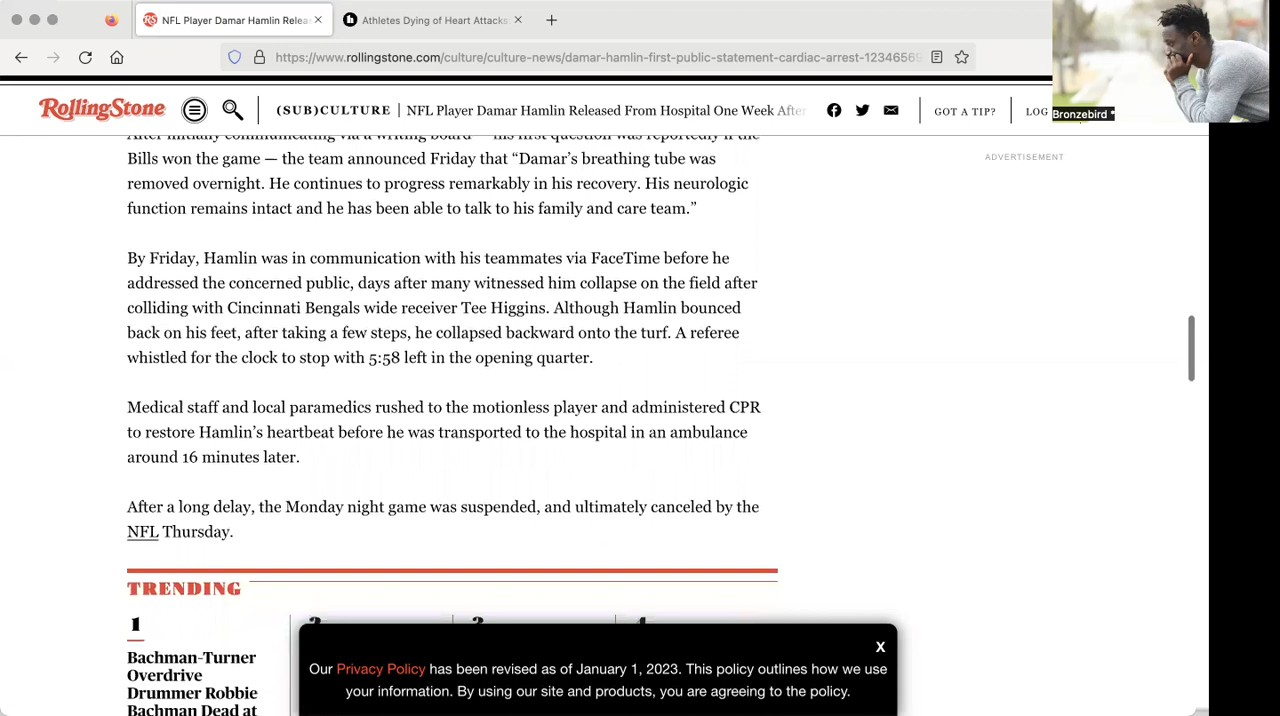 NFL Player Damar Hamlin Relea
Athletes Dying of Heart Attacks
https://www.rollingstone.com/culture/culture-news/damar-hamlin-first-public-statement-cardiac-arrest-12346569
RollingStone
(SUB)CULTURE | NFL Player Damar Hamlin Released From Hospital One Week After
GOT A TIP?
LOG
Bronzebird *
ADVERTISEMENT
After initially communicating via a writing board — his first question was reportedly if the
Bills won the game — the team announced Friday that “Damar’s breathing tube was
removed overnight. He continues to progress remarkably in his recovery. His neurologic
function remains intact and he has been able to talk to his family and care team.”
By Friday, Hamlin was in communication with his teammates via FaceTime before he
addressed the concerned public, days after many witnessed him collapse on the field after
colliding with Cincinnati Bengals wide receiver Tee Higgins. Although Hamlin bounced
back on his feet, after taking a few steps, he collapsed backward onto the turf. A referee
whistled for the clock to stop with 5:58 left in the opening quarter.
Medical staff and local paramedics rushed to the motionless player and administered CPR
to restore Hamlin’s heartbeat before he was transported to the hospital in an ambulance
around 16 minutes later.
After a long delay, the Monday night game was suspended, and ultimately canceled by the
NFL Thursday.
TRENDING
1
Bachman-Turner
Overdrive
Drummer Robbie
Bachman Dead at
X
Our Privacy Policy has been revised as of January 1, 2023. This policy outlines how we use
your information. By using our site and products, you are agreeing to the policy.